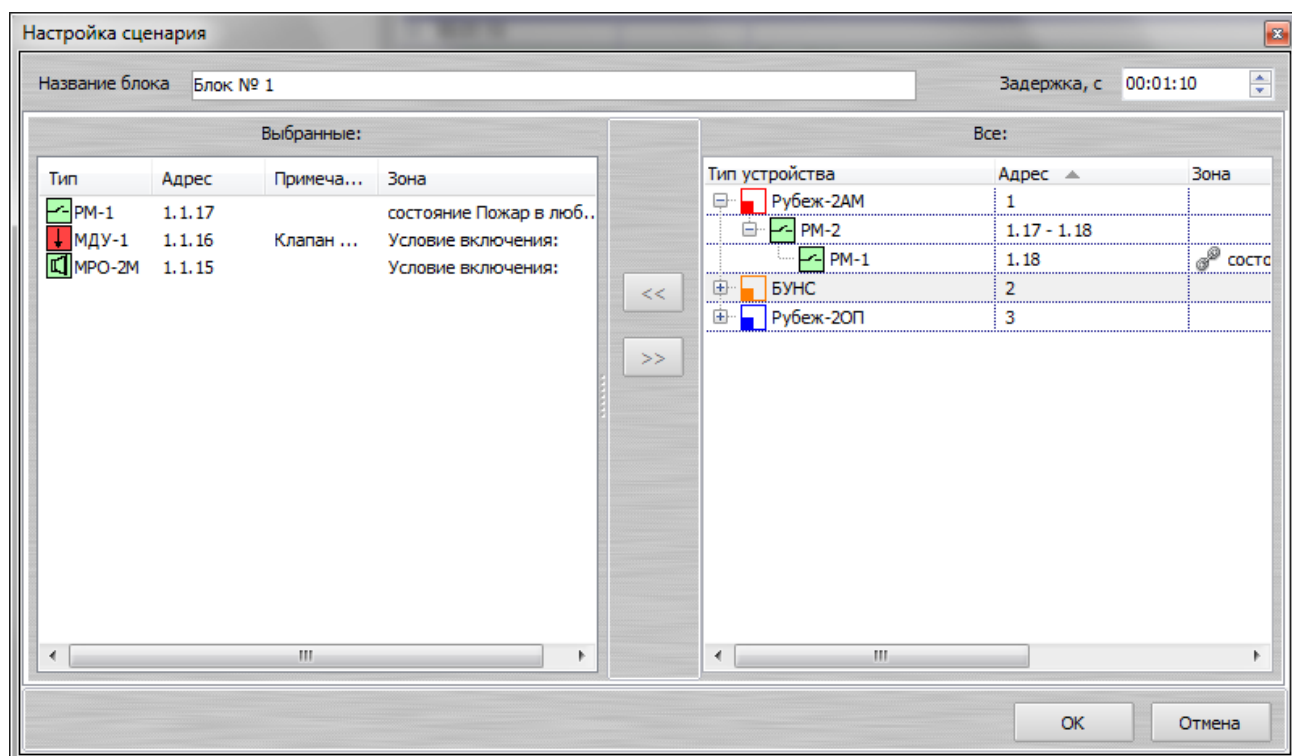 Настройка сценария
Название блока Блок № 1 Задержка, с 00:01:10
Выбранные: Все:
Тип Адрес Примеча... Зона
РМ-1 1.1.17 состояние Пожар в люб..
МДУ-1 1.1.16 Клапан ... Условие включения:
МРО-2М 1.1.15 Условие включения:
<<
>>
Тип устройства Адрес Зона
Рубеж-2АМ 1
РМ-2 1.17 - 1.18
РМ-1 1.18 состо
БУНС 2
Рубеж-2ОП 3
ОК Отмена